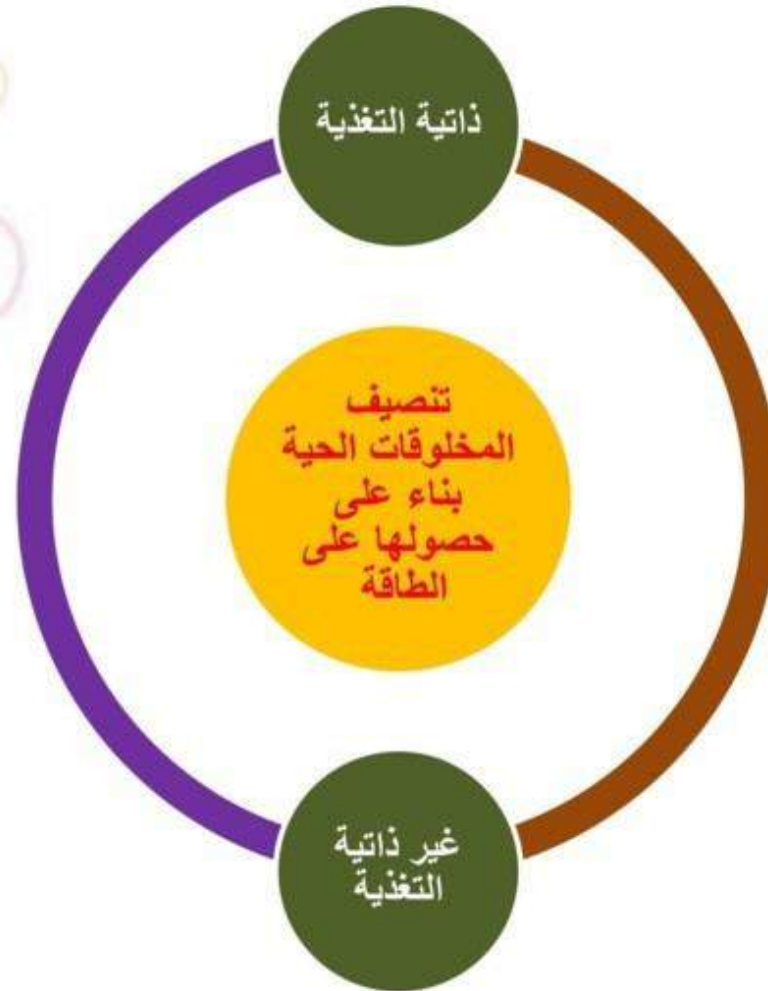 ذاتية التغذية
تنصيف
المخلوقات الحية
بناء على
حصولها على
الطاقة
غير ذاتية
التغذية